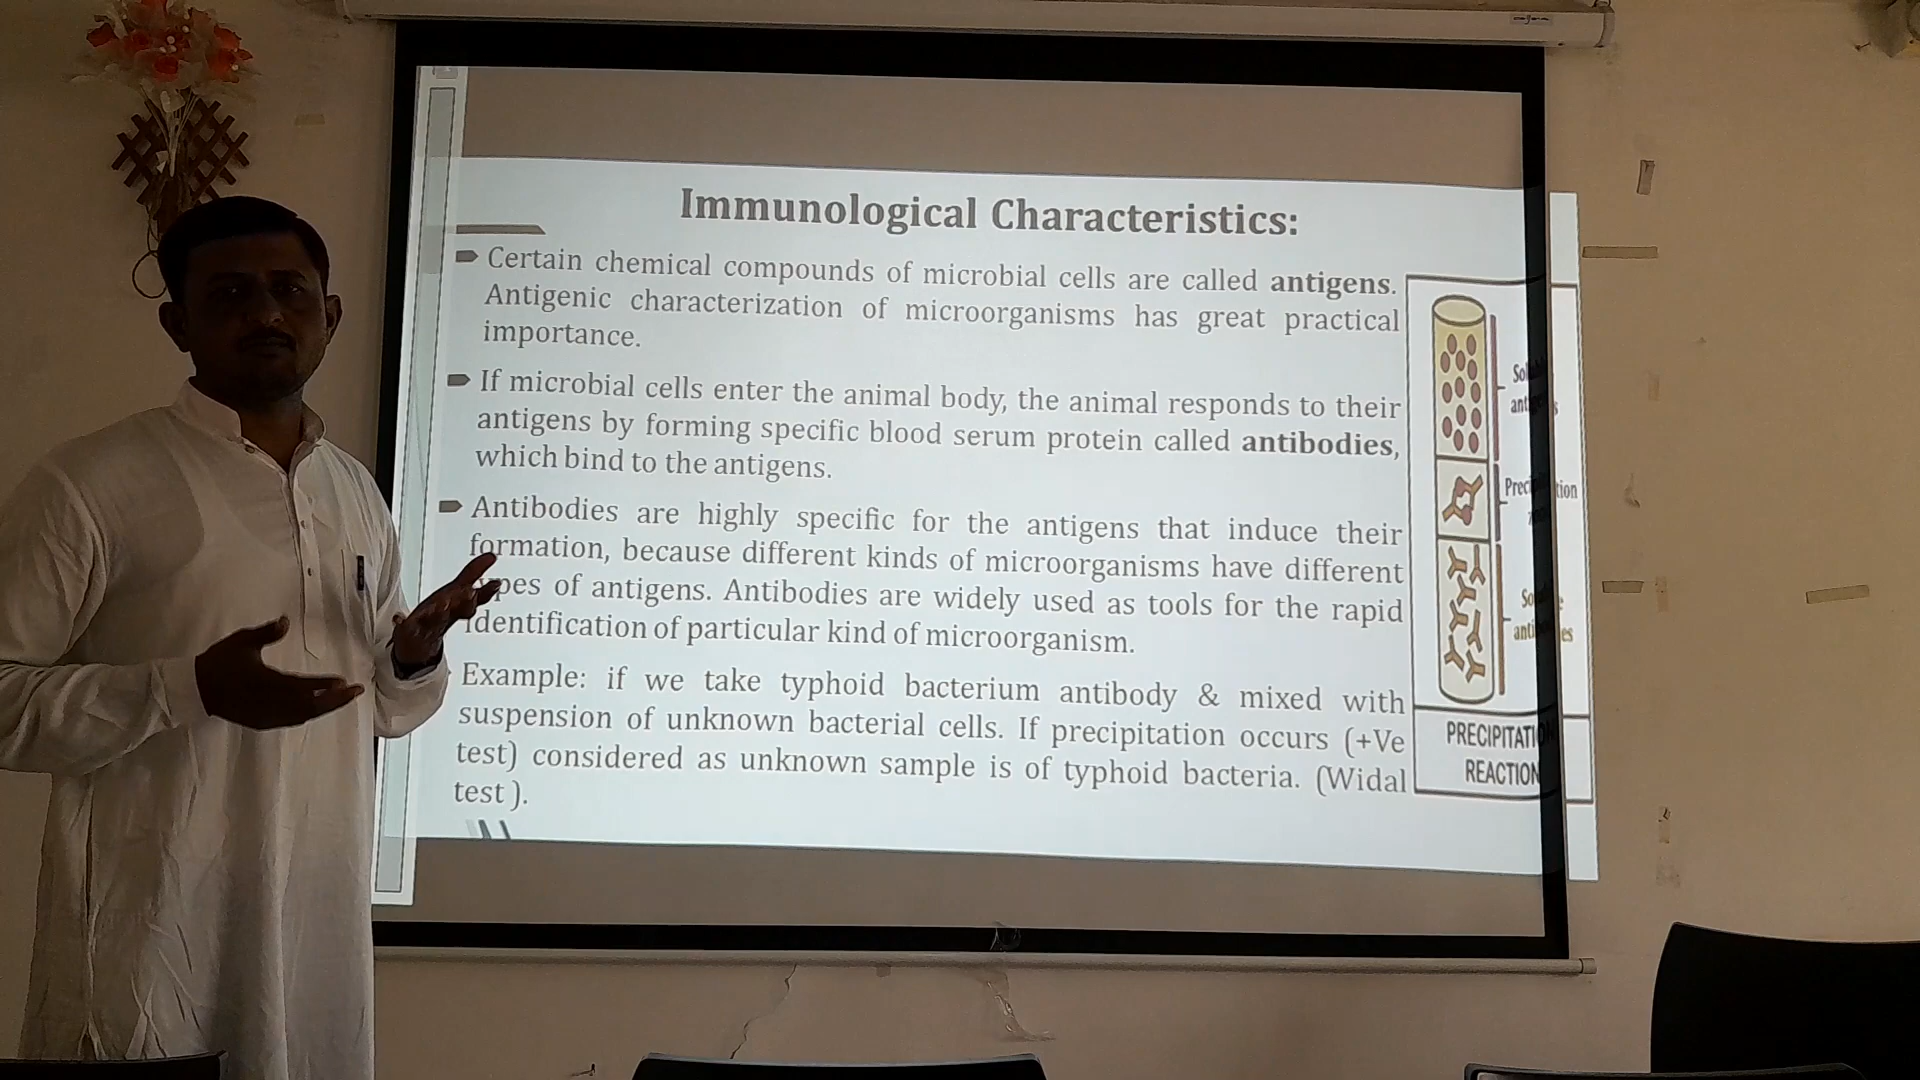 Immunological Characteristics:
Certain chemical compounds of microbial cells are called antigens.
Antigenic characterization of microorganisms has great practical
importance.
If microbial cells enter the animal body, the animal responds to their
antigens by forming specific blood serum protein called antibodies,
which bind to the antigens.
Antibodies are highly specific for the antigens that induce their
formation, because different kinds of microorganisms have different
of antigens. Antibodies are widely used as tools for the rapid
identification of particular kind of microorganism.
Example: if we take typhoid bacterium antibody & mixed with
suspension of unknown bacterial cells. If precipitation occurs (+Ve
test) considered as unknown sample is of typhoid bacteria. (Widal
test ).
PRECIPITATION
REACTION